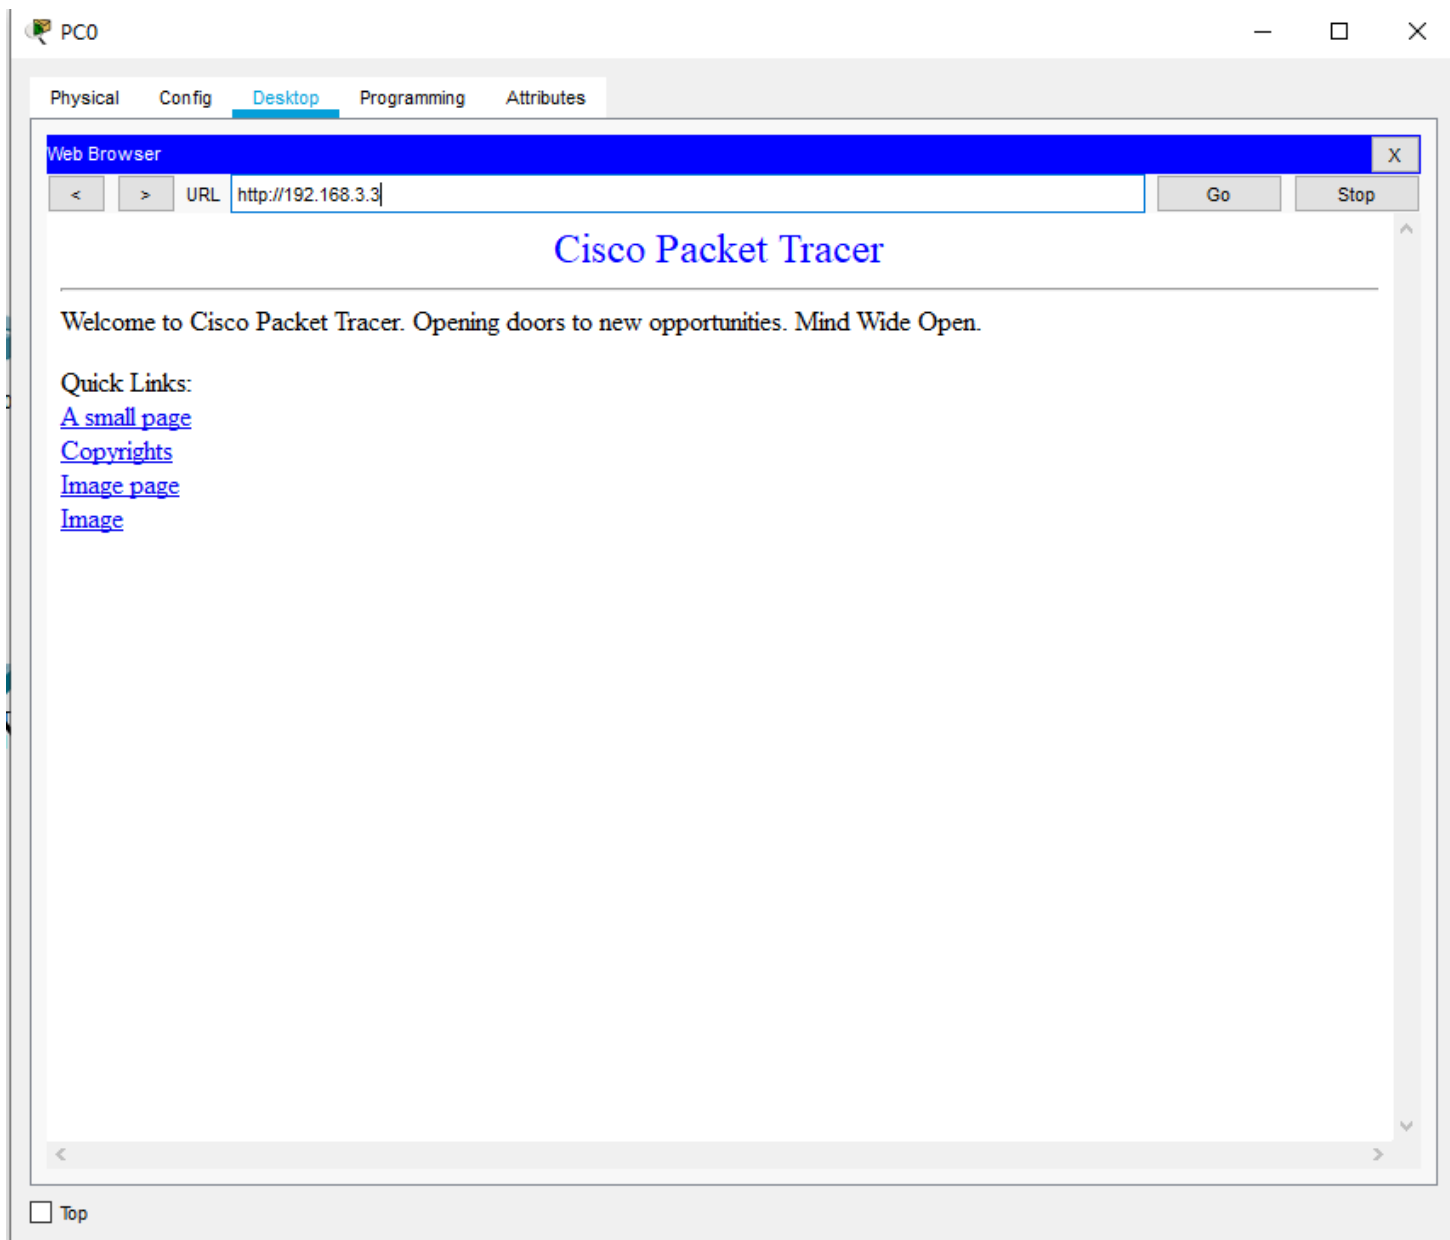 PC0
Physical Config Desktop Programming Attributes
Web Browser X
< > URL http://192.168.3.3 Go Stop
Cisco Packet Tracer
Welcome to Cisco Packet Tracer. Opening doors to new opportunities. Mind Wide Open.
Quick Links:
A small page
Copyrights
Image page
Image
Top